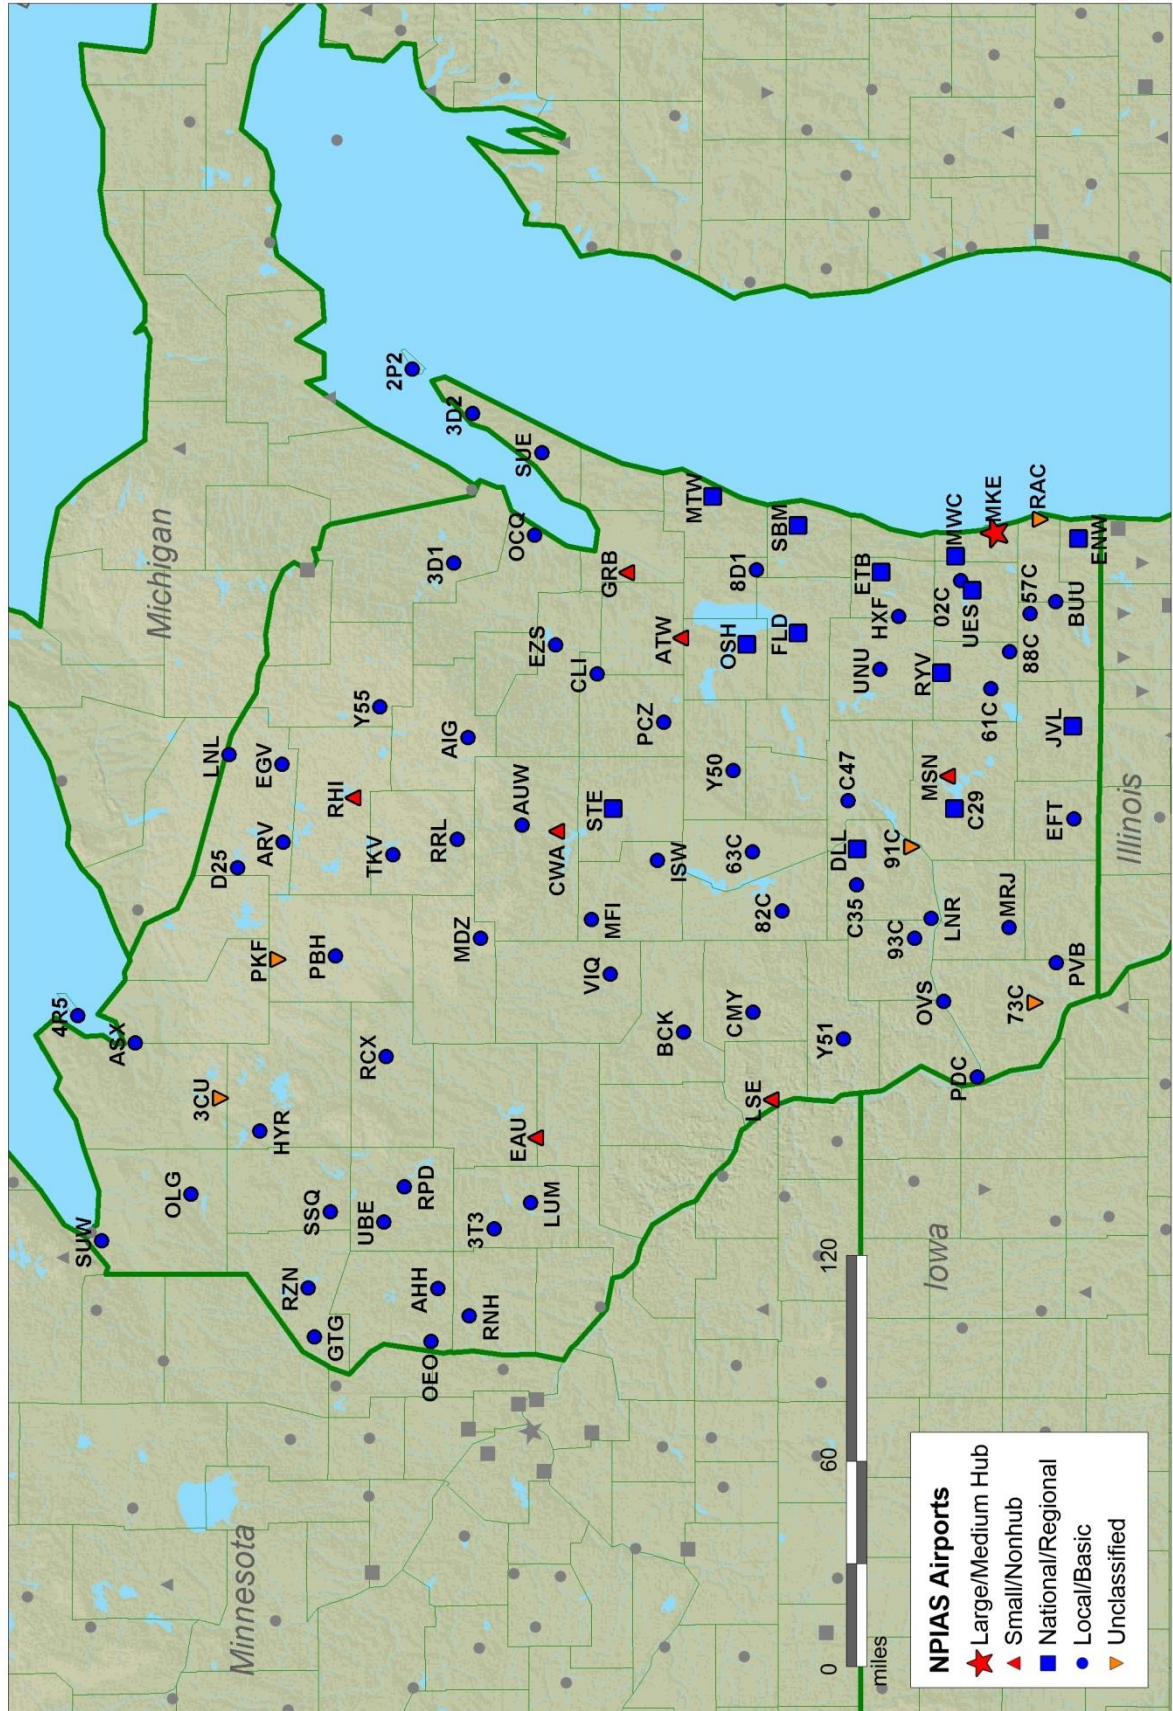 Michigan
Minnesota
Iowa
Illinois
4R5
ASX
SUW
3CU
OLG
HYR
PKF
PBH
D25
ARV
LNL
EGV
RHI
Y55
TKV
RRL
AIG
AUW
CWA
MDZ
RCX
SSQ
UBE
RPD
RZN
GTG
AHH
OEO
RNH
3T3
LUM
EAU
2P2
3D2
SUE
OCQ
3D1
GRB
EZS
CLI
ATW
PCZ
STE
ISW
MFI
VIQ
BCK
CMY
Y51
LSE
Y50
63C
82C
MTW
SBM
8D1
OSH
FLD
ETB
HXF
UNU
RYV
C47
DLL
C35
91C
MSN
C29
93C
LNR
OVS
PDC
MRJ
PVB
73C
EFT
JVL
61C
88C
57C
BUU
02C
UES
MWC
MKE
RAC
ENW
0
60
120
miles
NPIAS Airports
Large/Medium Hub
Small/Nonhub
National/Regional
Local/Basic
Unclassified